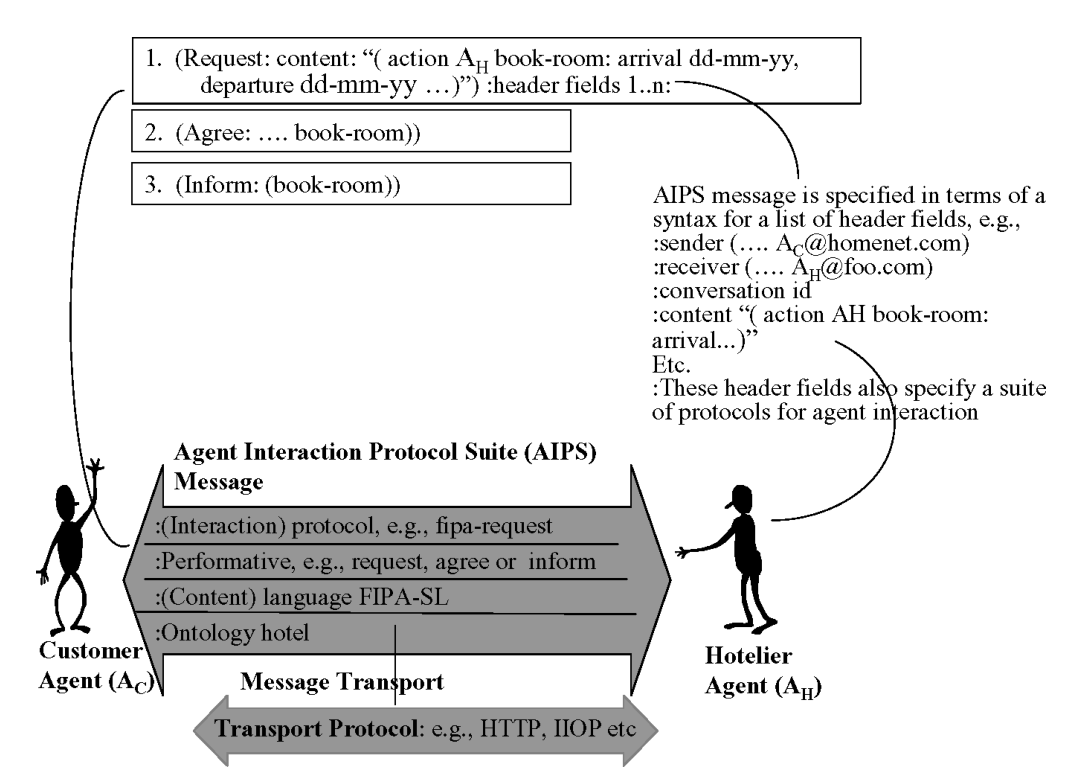 1. (Request: content: “( action A_H book-room: arrival dd-mm-yy,
departure dd-mm-yy …)”) :header fields 1..n:
2. (Agree: …. book-room))
3. (Inform: (book-room))
AIPS message is specified in terms of a
syntax for a list of header fields, e.g.,
:sender (…. A_C@homenet.com)
:receiver (…. A_H@foo.com)
:conversation id
:content “( action AH book-room:
arrival...)”
Etc.
:These header fields also specify a suite
of protocols for agent interaction
Agent Interaction Protocol Suite (AIPS)
Message
:(Interaction) protocol, e.g., fipa-request
:Performative, e.g., request, agree or inform
:(Content) language FIPA-SL
:Ontology hotel
Customer
Agent (A_C)
Hotelier
Agent (A_H)
Message Transport
Transport Protocol: e.g., HTTP, IIOP etc